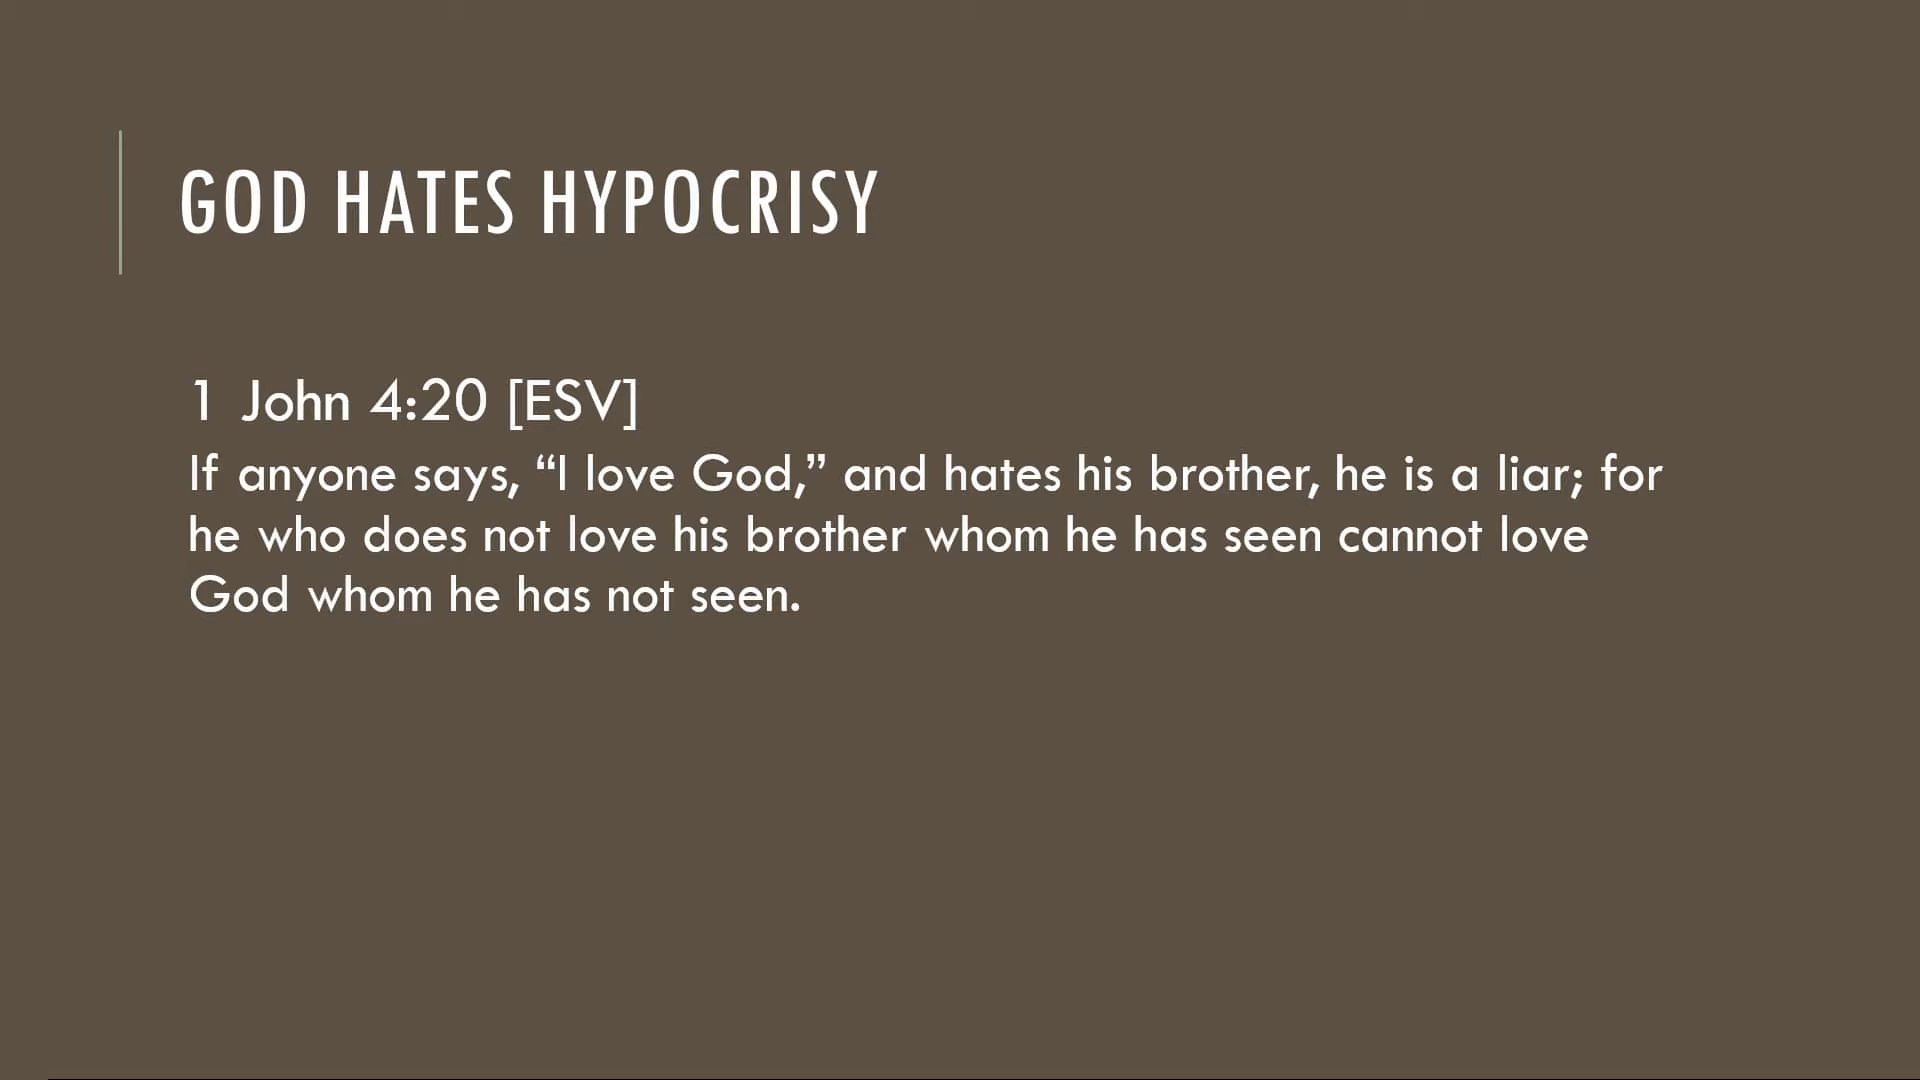 GOD HATES HYPOCRISY
1 John 4:20 [ESV]
If anyone says, “I love God,” and hates his brother, he is a liar; for
he who does not love his brother whom he has seen cannot love
God whom he has not seen.